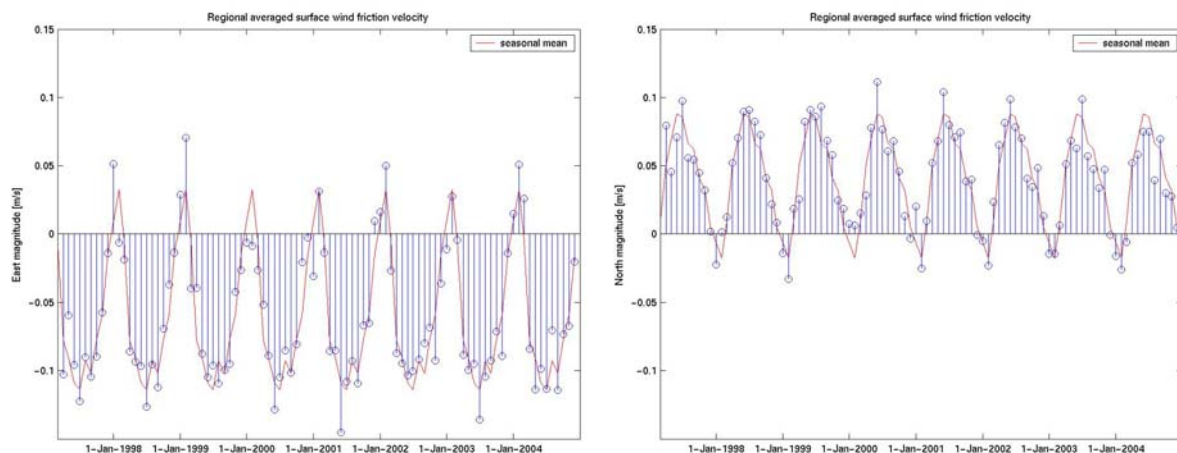 Regional averaged surface wind friction velocity
0.15
seasonal mean
0.1
0.05
0
−0.05
−0.1
East magnitude [m/s]
1−Jan−1998 1−Jan−1999 1−Jan−2000 1−Jan−2001 1−Jan−2002 1−Jan−2003 1−Jan−2004
Regional averaged surface wind friction velocity
0.15
seasonal mean
0.1
0.05
0
−0.05
−0.1
North magnitude [m/s]
1−Jan−1998 1−Jan−1999 1−Jan−2000 1−Jan−2001 1−Jan−2002 1−Jan−2003 1−Jan−2004